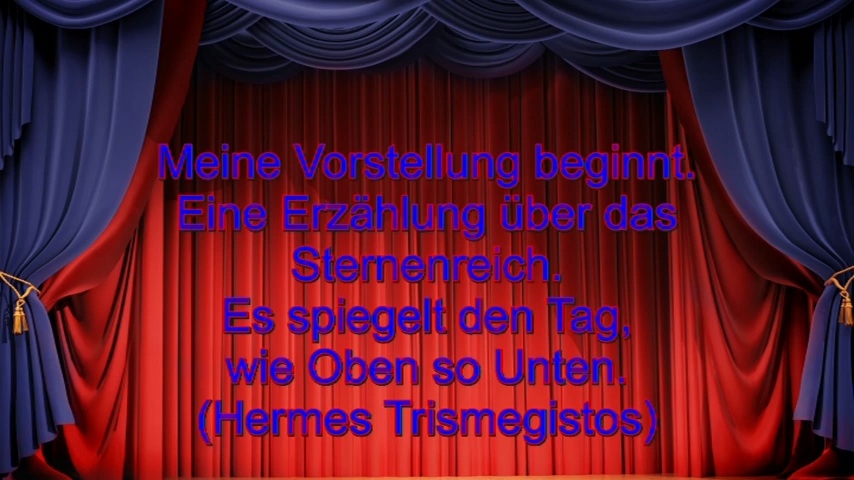 Meine Vorstellung beginnt.
Eine Erzählung über das
Sternenreich.
Es spiegelt den Tag,
wie Oben so Unten.
(Hermes Trismegistos)